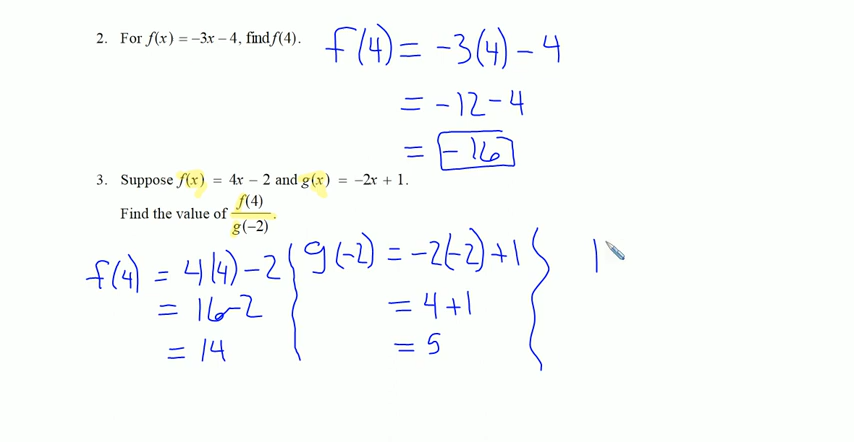 2. For f(x) = −3x − 4, find f(4).
f(4) = -3(4) - 4
= -12 - 4
= -16
3. Suppose f(x) = 4x − 2 and g(x) = −2x + 1.
Find the value of f(4)/g(−2).
f(4) = 4(4) - 2
= 16-2
= 14
g(-2) = -2(-2) + 1
= 4 + 1
= 5
1